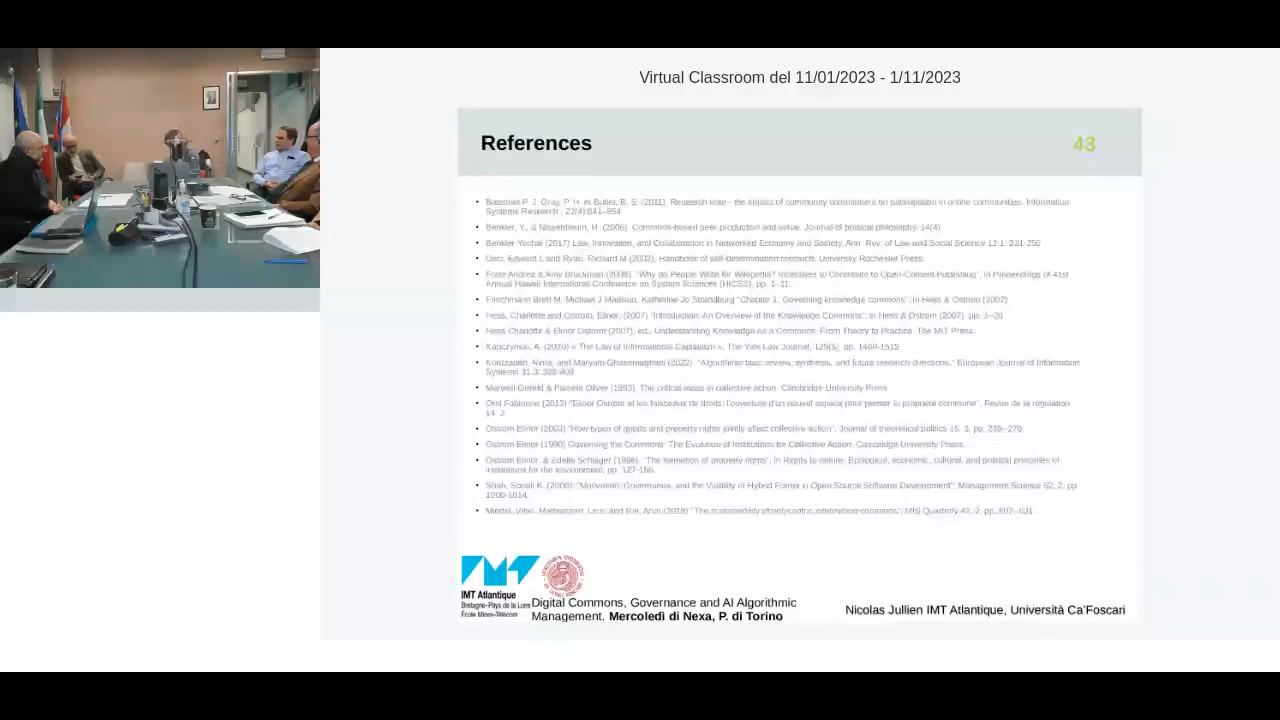 Virtual Classroom del 11/01/2023 - 1/11/2023
References
43
Bateman P. J. Gray, P. H. et Butler, B. S. (2011). Research note - the impact of community commitment on participation in online communities. Information
Systems Research, 22(4):841–854
Benkler, Y., & Nissenbaum, H. (2006). Commons-based peer production and virtue. Journal of political philosophy, 14(4)
Benkler Yochai (2017) Law, Innovation, and Collaboration in Networked Economy and Society, Ann. Rev. of Law and Social Science 13:1, 231-250
Deci, Edward L and Ryan, Richard M (2002), Handbook of self-determination research. University Rochester Press.
Forte Andrea & Amy Bruckman (2008). "Why do People Write for Wikipedia? Incentives to Contribute to Open-Content Publishing", in Proceedings of 41st
Annual Hawaii International Conference on System Sciences (HICSS). pp. 1–11.
Frischmann Brett M. Michael J Madison, Katherine Jo Strandburg "Chapter 1. Governing knowledge commons", in Hess & Ostrom (2007)
Hess, Charlotte and Ostrom, Elinor, (2007) "Introduction: An Overview of the Knowledge Commons", in Hess & Ostrom (2007). pp. 3–26
Hess Charlotte & Elinor Ostrom (2007), ed., Understanding Knowledge as a Commons. From Theory to Practice. The MIT Press.
Kapczynski, A. (2020) « The Law of Informational Capitalism », The Yale Law Journal, 129(5), pp. 1460-1515
Kordzadeh, Nima, and Maryam Ghasemaghaei (2022). "Algorithmic bias: review, synthesis, and future research directions." European Journal of Information
Systems 31.3: 388-409.
Marwell Gerald & Pamela Oliver (1993). The critical mass in collective action. Cambridge University Press
Orsi Fabienne (2013) "Elinor Ostrom et les faisceaux de droits: l'ouverture d'un nouvel espace pour penser la propriété commune", Revue de la régulation
14. 2
Ostrom Elinor (2003) "How types of goods and property rights jointly affect collective action", Journal of theoretical politics 15. 3, pp. 239–270.
Ostrom Elinor (1990) Governing the Commons: The Evolution of Institutions for Collective Action, Cambridge University Press.
Ostrom Elinor, & Edella Schlager (1996). "The formation of property rights", in Rights to nature: Ecological, economic, cultural, and political principles of
institutions for the environment, pp. 127-156.
Shah, Sonali K. (2006). "Motivation, Governance, and the Viability of Hybrid Forms in Open Source Software Development". Management Science 52. 7. pp.
1000-1014.
Mindel, Vitali, Mathiassen, Lars, and Rai, Arun (2018) "The sustainability of polycentric information commons", MIS Quarterly 42. 2, pp. 607–631.
IMT Atlantique
Bretagne-Pays de la Loire
École Mines-Télécom
Digital Commons, Governance and AI Algorithmic
Management. Mercoledì di Nexa, P. di Torino
Nicolas Jullien IMT Atlantique, Università Ca'Foscari